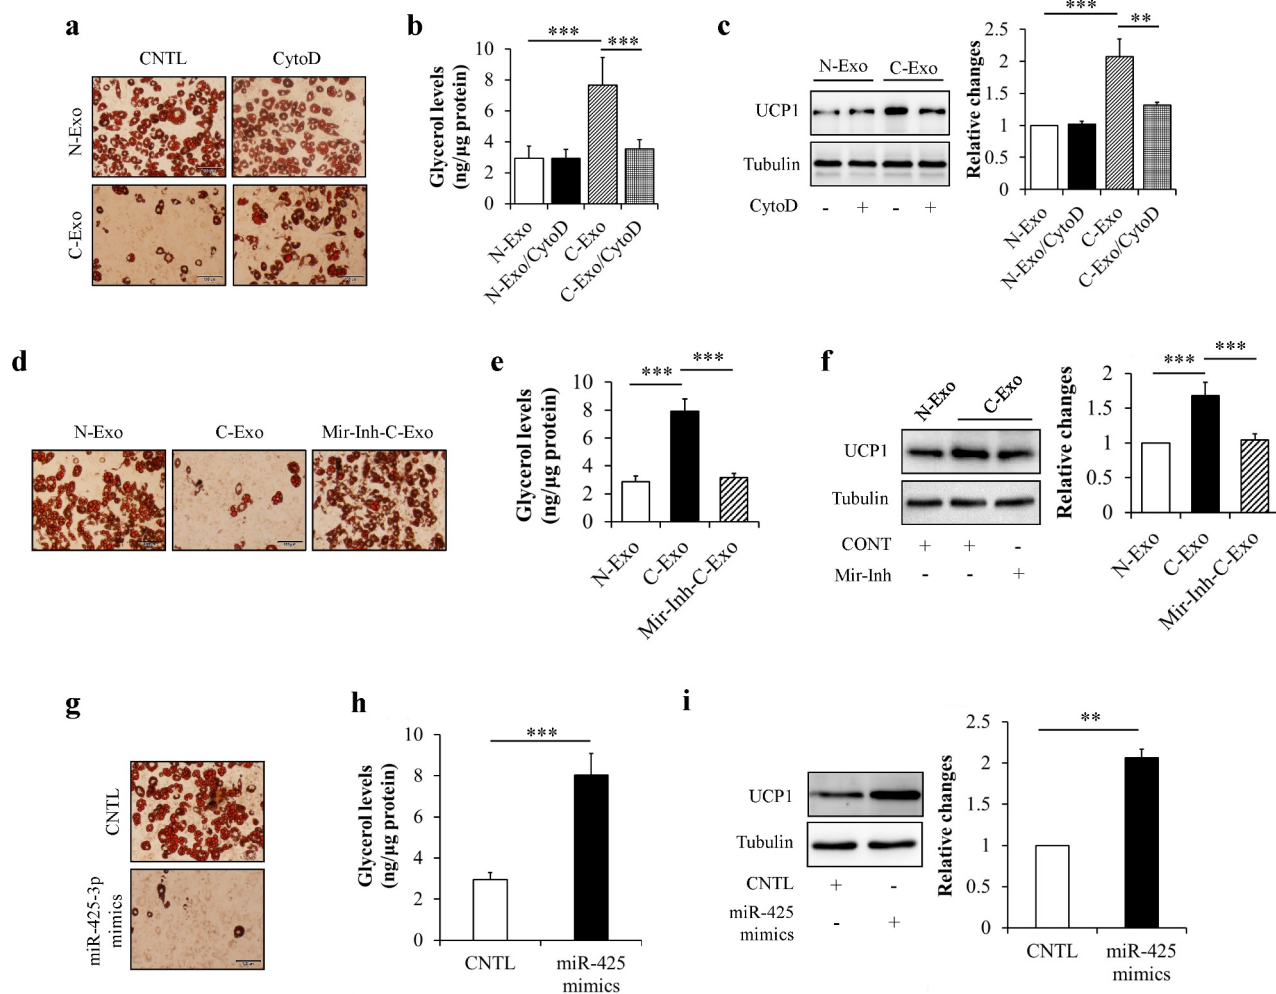 a
CNTL
CytoD
N-Exo
C-Exo
b
Glycerol levels
(ng/µg protein)
10
8
6
4
2
0
***
***
N-Exo
N-Exo/CytoD
C-Exo
C-Exo/CytoD
c
N-Exo
C-Exo
UCP1
Tubulin
CytoD
- + - +
Relative changes
2.5
2
1.5
1
0.5
0
***
**
N-Exo
N-Exo/CytoD
C-Exo
C-Exo/CytoD
d
N-Exo
C-Exo
Mir-Inh-C-Exo
e
Glycerol levels
(ng/µg protein)
10
8
6
4
2
0
***
***
N-Exo
C-Exo
Mir-Inh-C-Exo
f
N-Exo
C-Exo
UCP1
Tubulin
CONT + + -
Mir-Inh - - +
Relative changes
2
1.5
1
0.5
0
***
***
N-Exo
C-Exo
Mir-Inh-C-Exo
g
CNTL
miR-425-3p
mimics
h
Glycerol levels
(ng/µg protein)
10
8
6
4
2
0
***
CNTL
miR-425
mimics
i
UCP1
Tubulin
CNTL + -
miR-425
mimics
- +
Relative changes
2.5
2
1.5
1
0.5
0
**
CNTL
miR-425
mimics